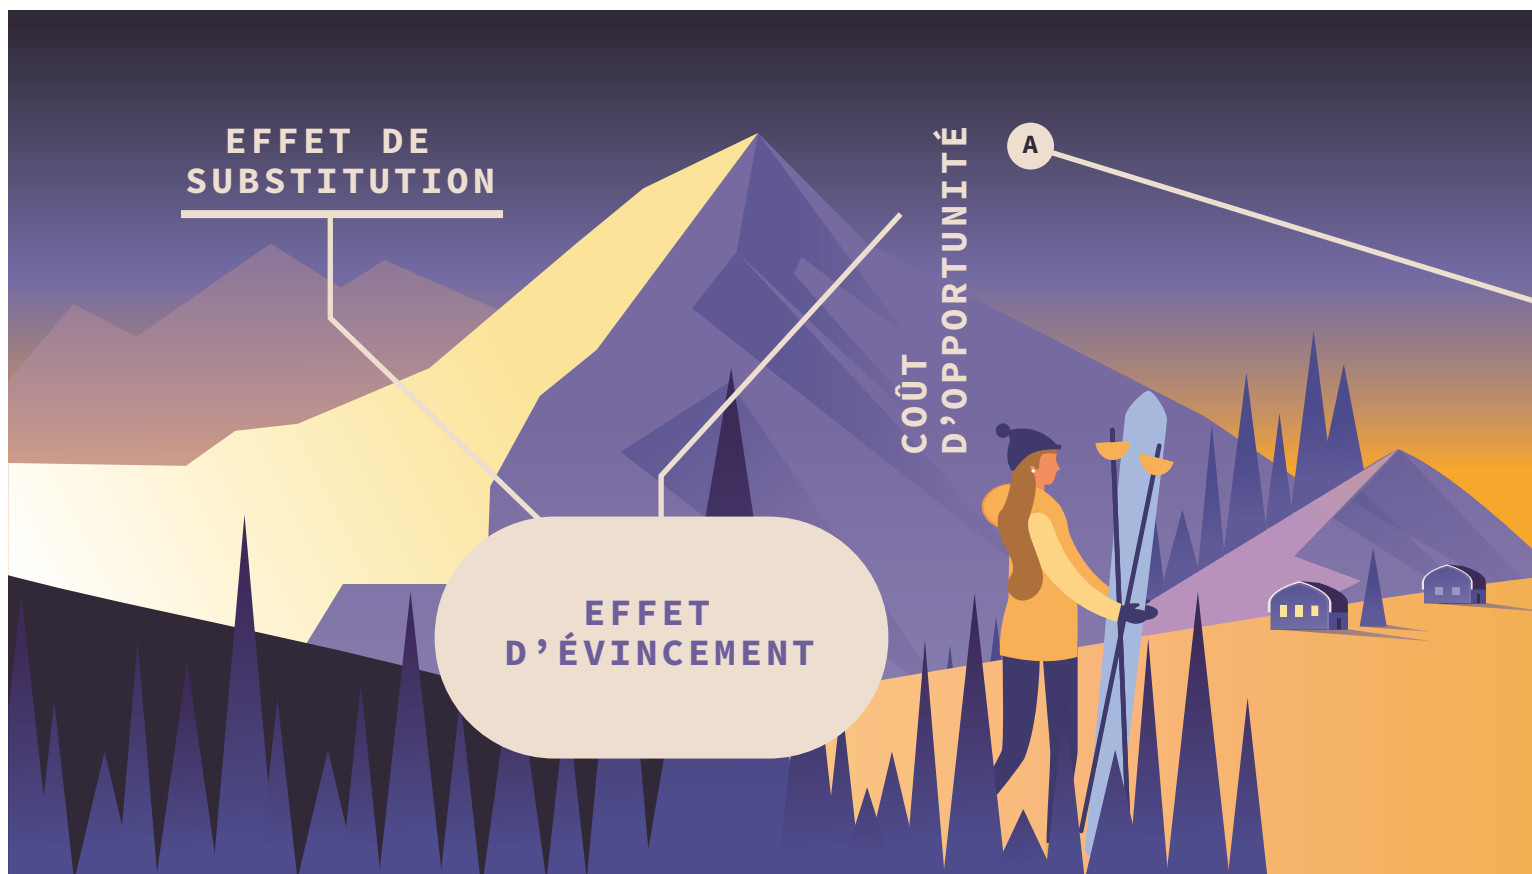 EFFET DE
SUBSTITUTION
COÛT
D’OPPORTUNITÉ
A
EFFET
D’ÉVINCEMENT